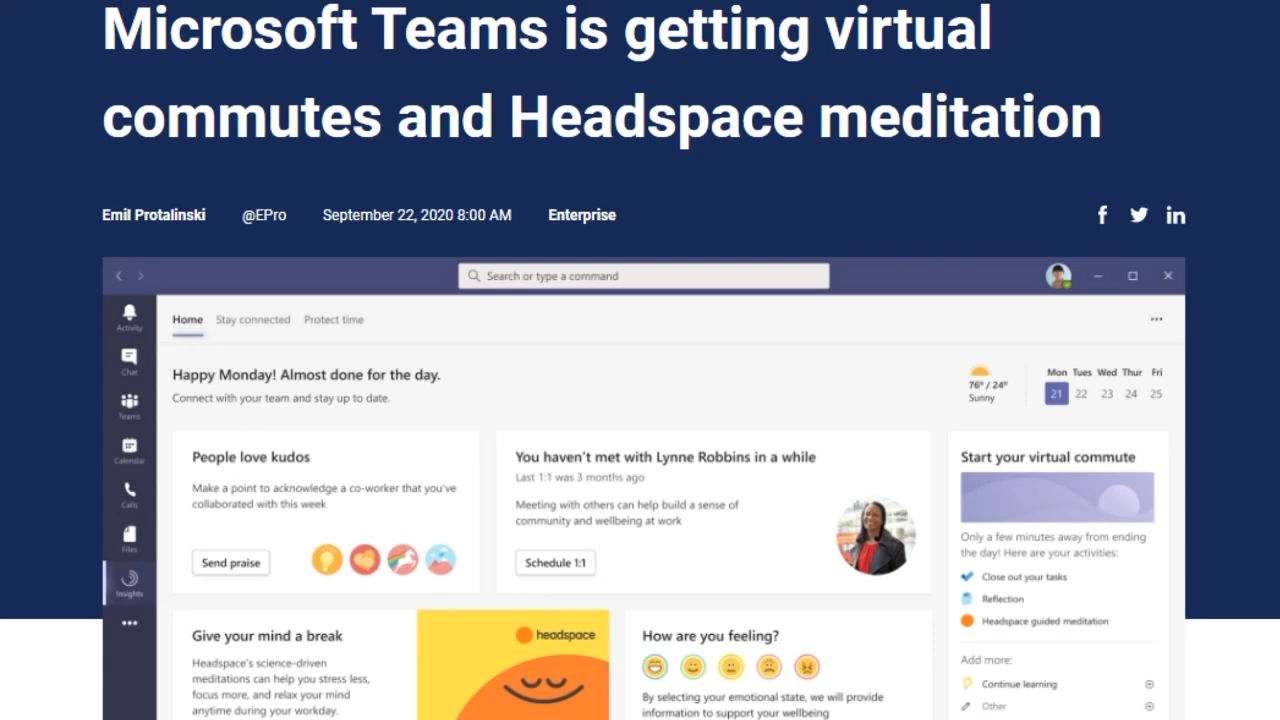 Microsoft Teams is getting virtual
commutes and Headspace meditation
Emil Protalinski @EPro September 22, 2020 8:00 AM Enterprise
Search or type a command
Activity
Chat
Teams
Calendar
Calls
Files
Insights
Home Stay connected Protect time
Happy Monday! Almost done for the day.
Connect with your team and stay up to date.
76° / 24°
Sunny
Mon Tues Wed Thur Fri
21 22 23 24 25
People love kudos
Make a point to acknowledge a co-worker that you've
collaborated with this week
Send praise
You haven't met with Lynne Robbins in a while
Last 1:1 was 3 months ago
Meeting with others can help build a sense of
community and wellbeing at work
Schedule 1:1
Start your virtual commute
Only a few minutes away from ending
the day! Here are your activities:
Close out your tasks
Reflection
Headspace guided meditation
Add more:
Continue learning
Other
Give your mind a break
Headspace's science-driven
meditations can help you stress less,
focus more, and relax your mind
anytime during your workday.
headspace
How are you feeling?
By selecting your emotional state, we will provide
information to support your wellbeing